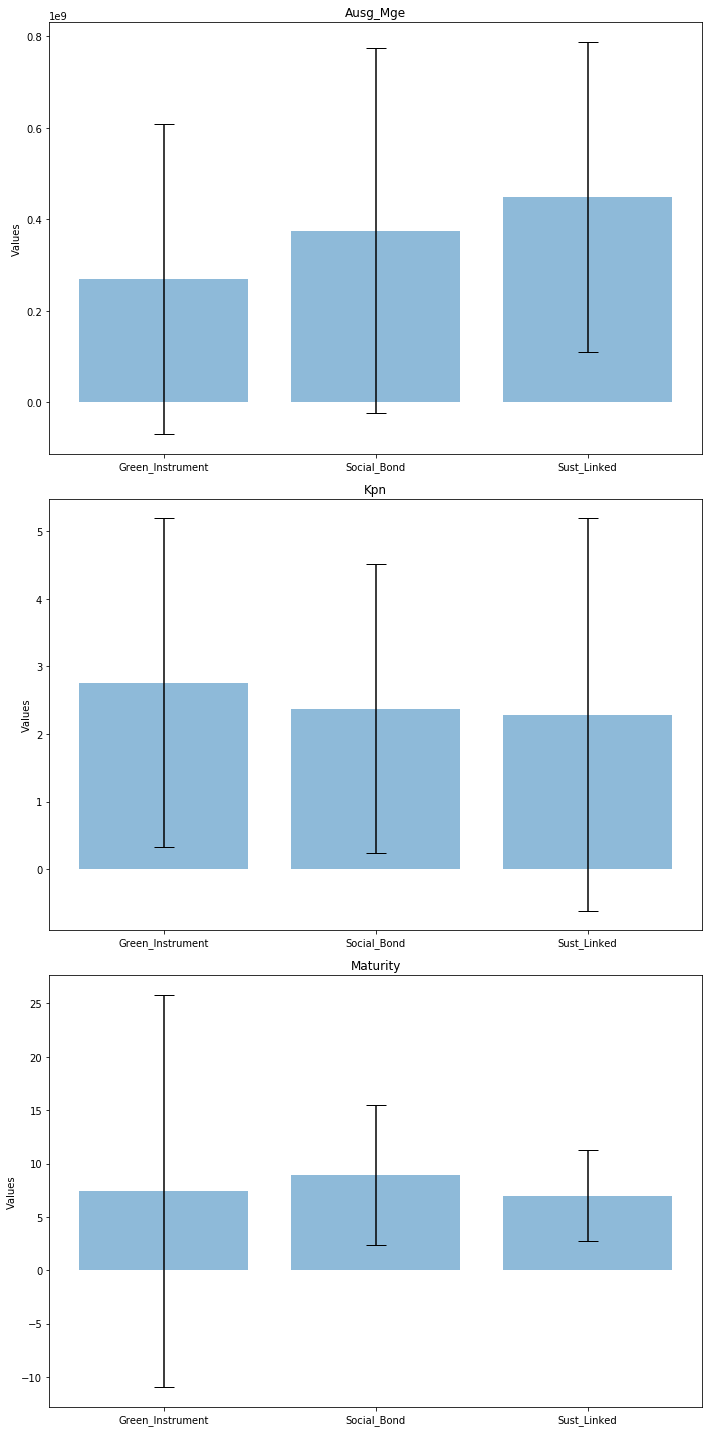 Ausg_Mge
1e9
0.8
0.6
0.4
0.2
0.0
Values
Green_Instrument Social_Bond Sust_Linked
Kpn
5
4
3
2
1
0
Values
Green_Instrument Social_Bond Sust_Linked
Maturity
25
20
15
10
5
0
−5
−10
Values
Green_Instrument Social_Bond Sust_Linked